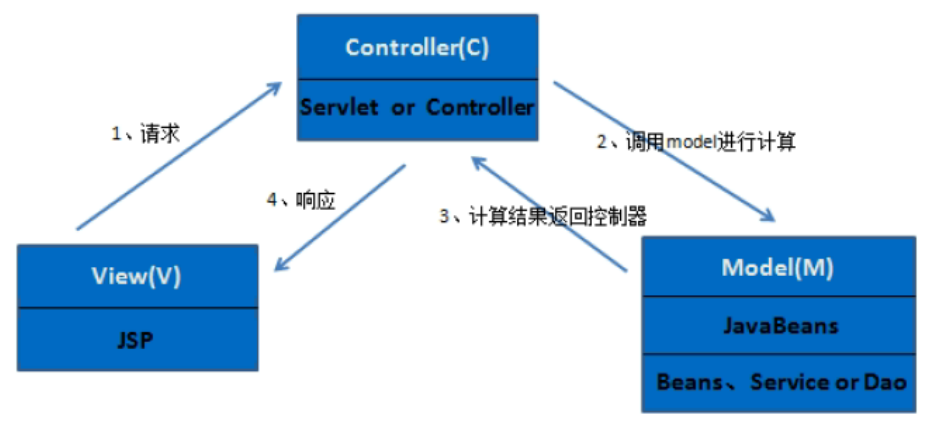 Controller(C)
Servlet or Controller
1、请求
2、调用model进行计算
4、响应
3、计算结果返回控制器
View(V)
JSP
Model(M)
JavaBeans
Beans、Service or Dao